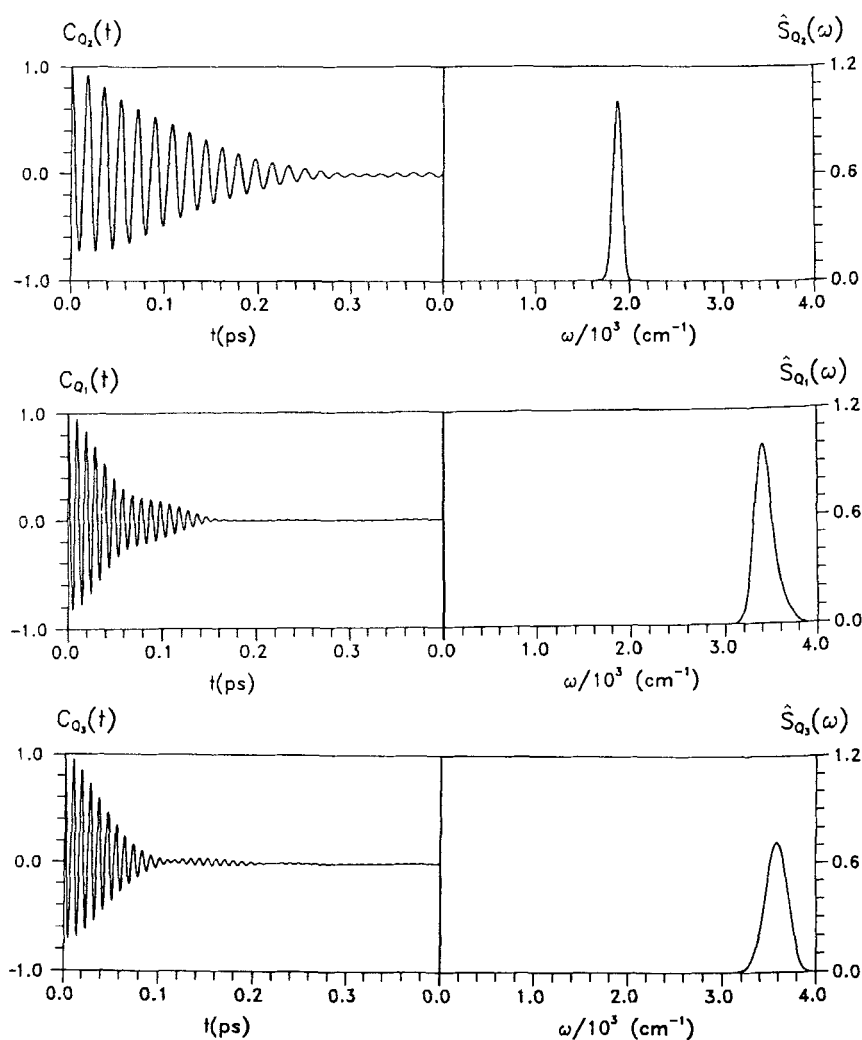 C_{Q_2}(t) Ŝ_{Q_2}(ω)
1.0 1.2
0.0 0.6
-1.0 0.0
0.0 0.1 0.2 0.3 0.0 1.0 2.0 3.0 4.0
t(ps) ω/10³ (cm⁻¹)
C_{Q_1}(t) Ŝ_{Q_1}(ω)
1.0 1.2
0.0 0.6
-1.0 0.0
0.0 0.1 0.2 0.3 0.0 1.0 2.0 3.0 4.0
t(ps) ω/10³ (cm⁻¹)
C_{Q_3}(t) Ŝ_{Q_3}(ω)
1.0 1.2
0.0 0.6
-1.0 0.0
0.0 0.1 0.2 0.3 0.0 1.0 2.0 3.0 4.0
t(ps) ω/10³ (cm⁻¹)